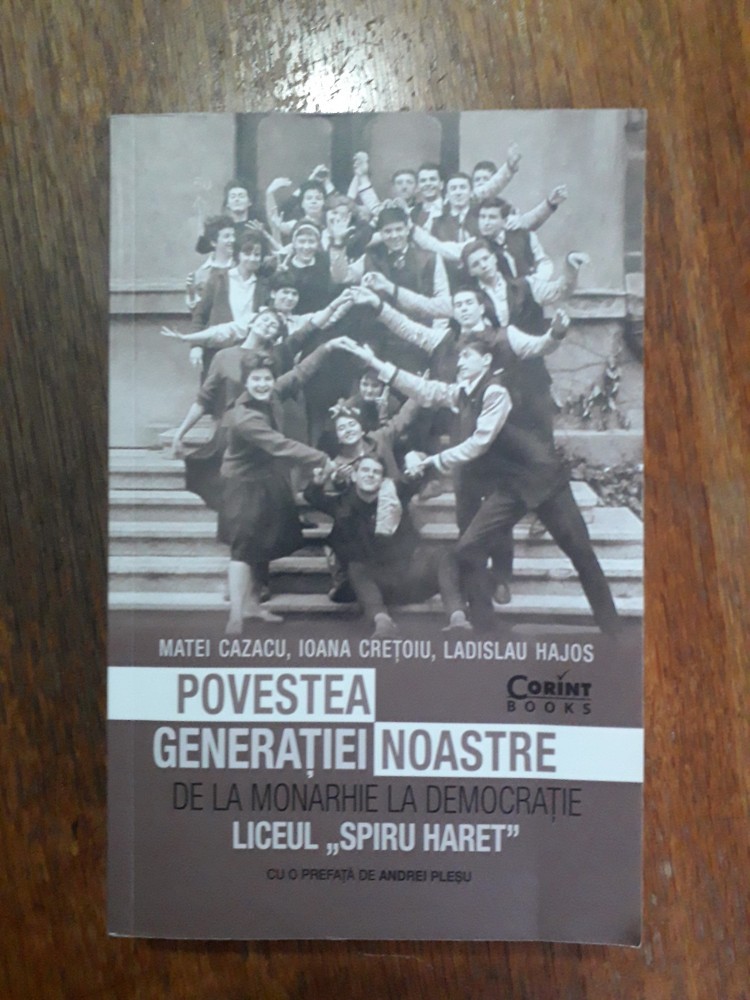 MATEI CAZACU, IOANA CREȚOIU, LADISLAU HAJOS
POVESTEA
CORINT
BOOKS
GENERAȚIEI NOASTRE
DE LA MONARHIE LA DEMOCRAȚIE
LICEUL „SPIRU HARET”
CU O PREFAȚĂ DE ANDREI PLEȘU